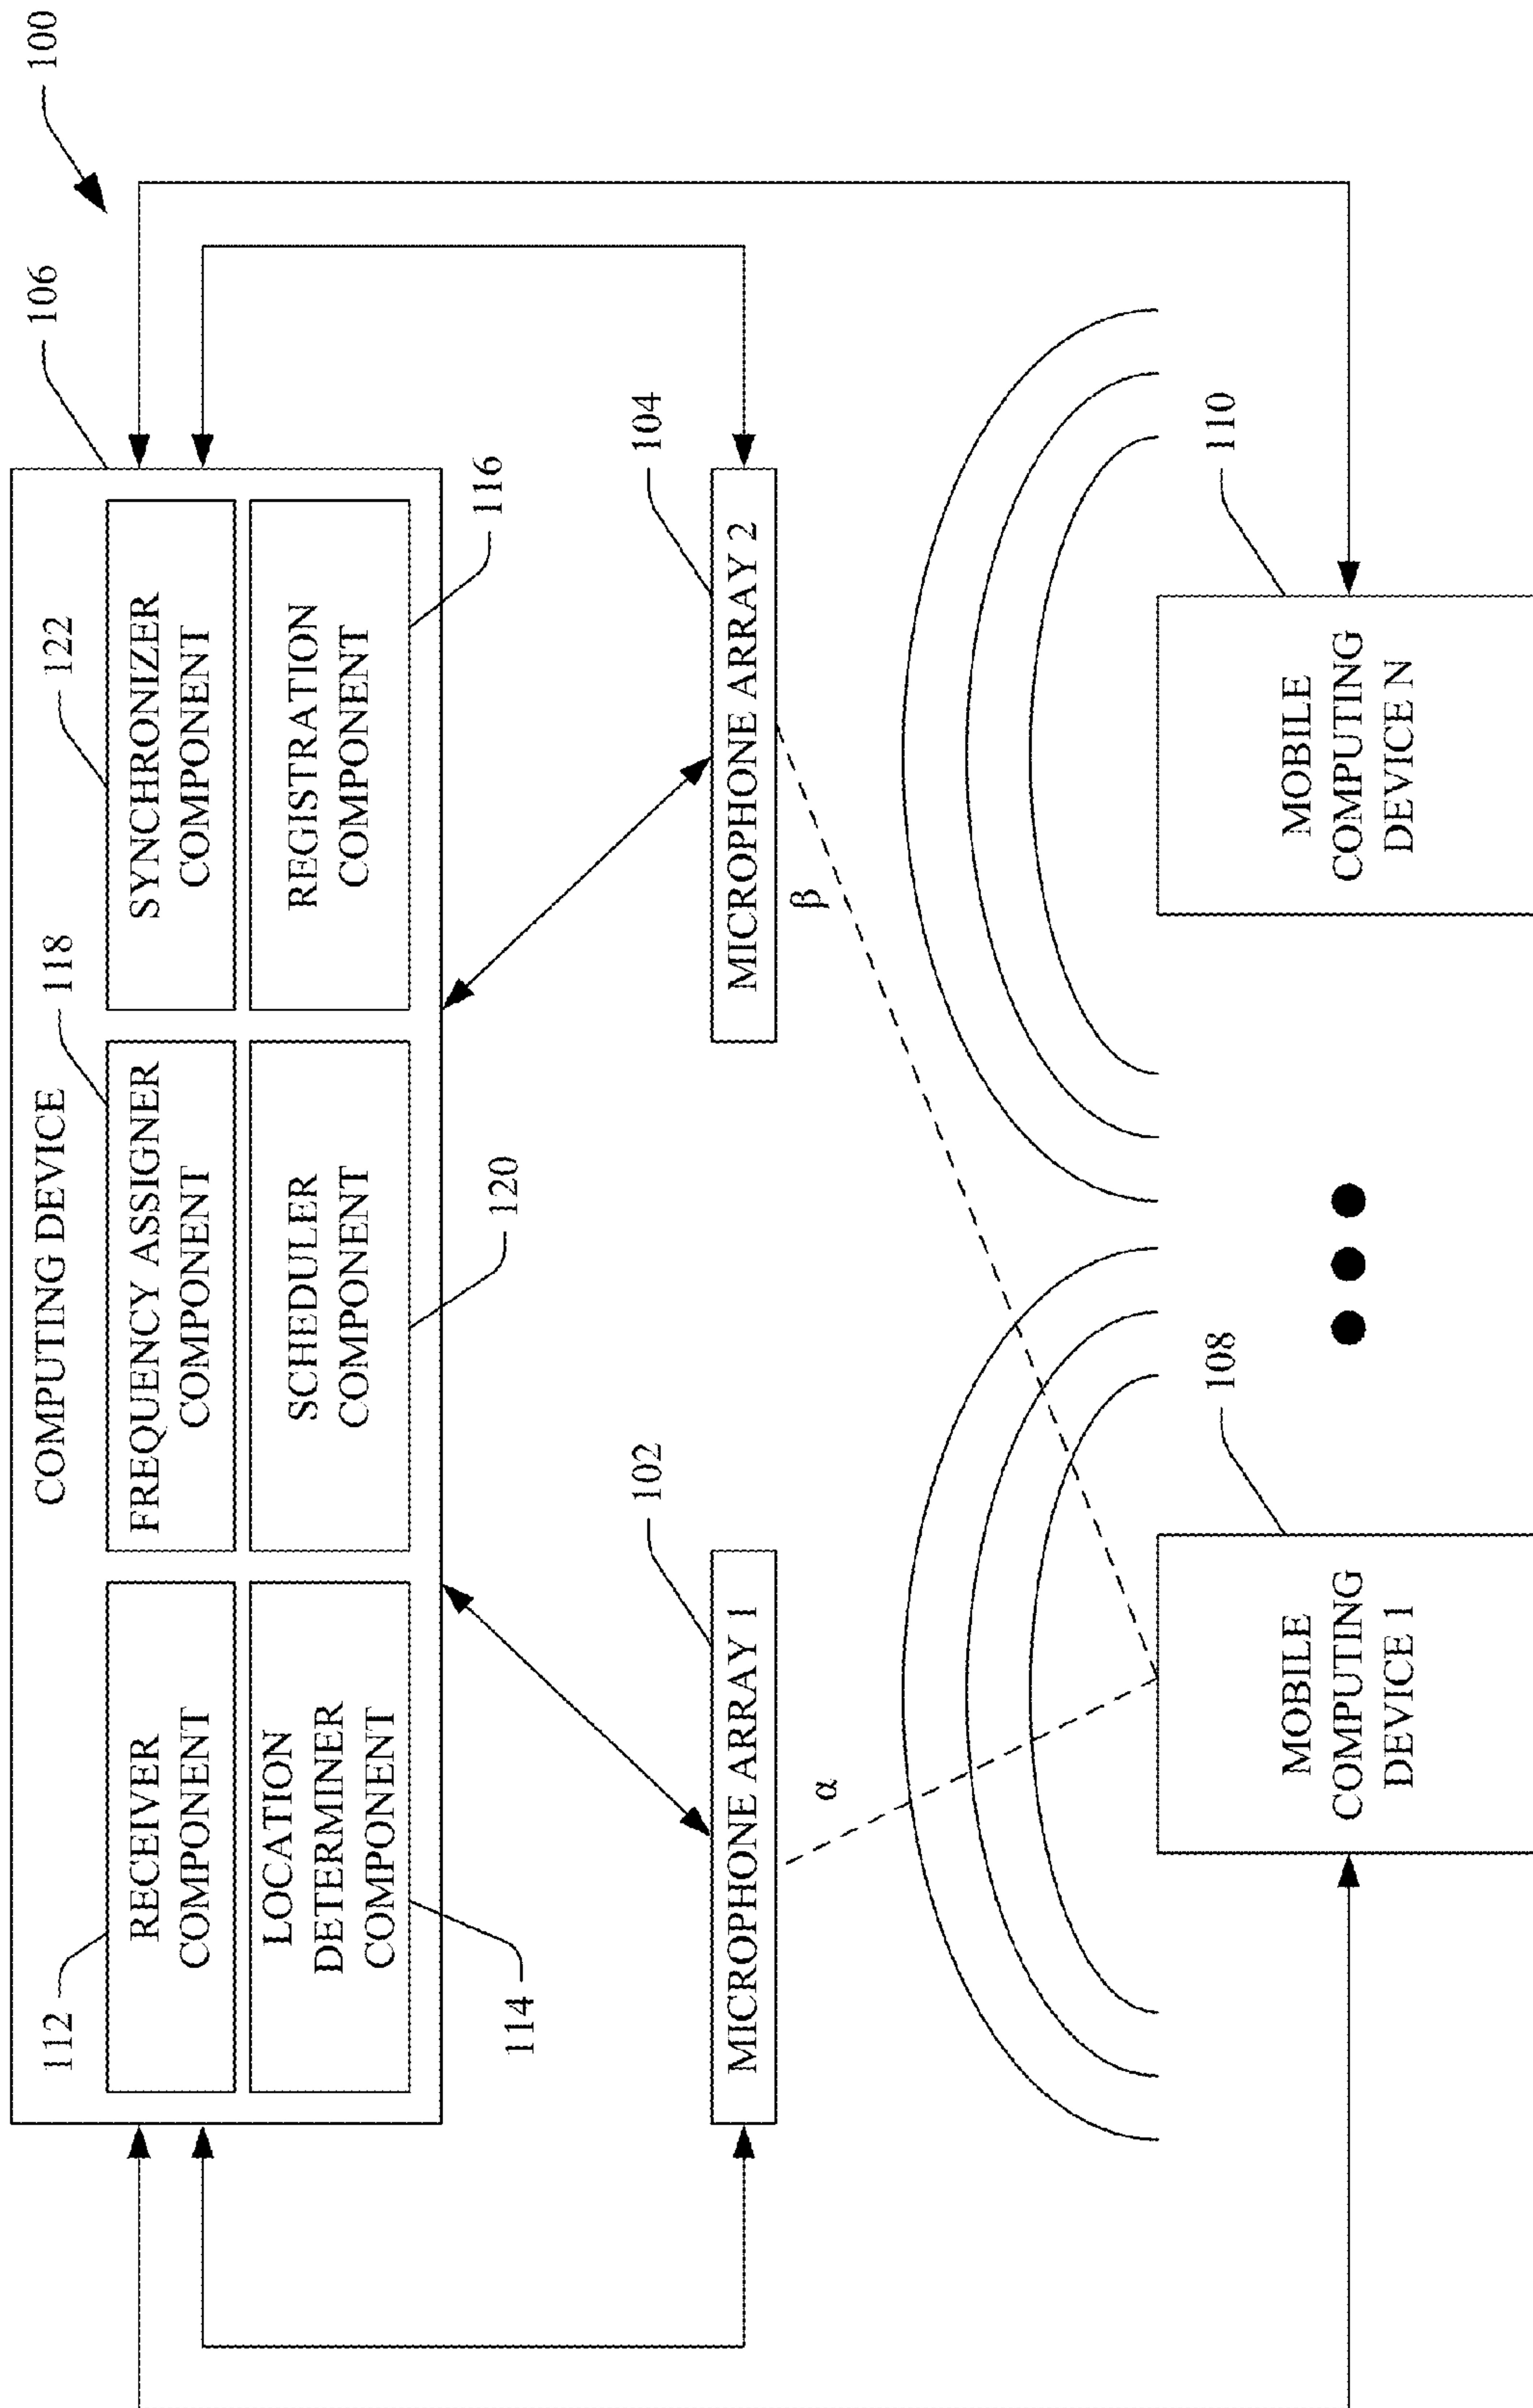 100
106
COMPUTING DEVICE
112
118
122
RECEIVER
COMPONENT
FREQUENCY ASSIGNER
COMPONENT
SYNCHRONIZER
COMPONENT
LOCATION
DETERMINER
COMPONENT
SCHEDULER
COMPONENT
REGISTRATION
COMPONENT
114
120
116
102
104
MICROPHONE ARRAY 1
MICROPHONE ARRAY 2
α
β
108
110
MOBILE
COMPUTING
DEVICE 1
MOBILE
COMPUTING
DEVICE N